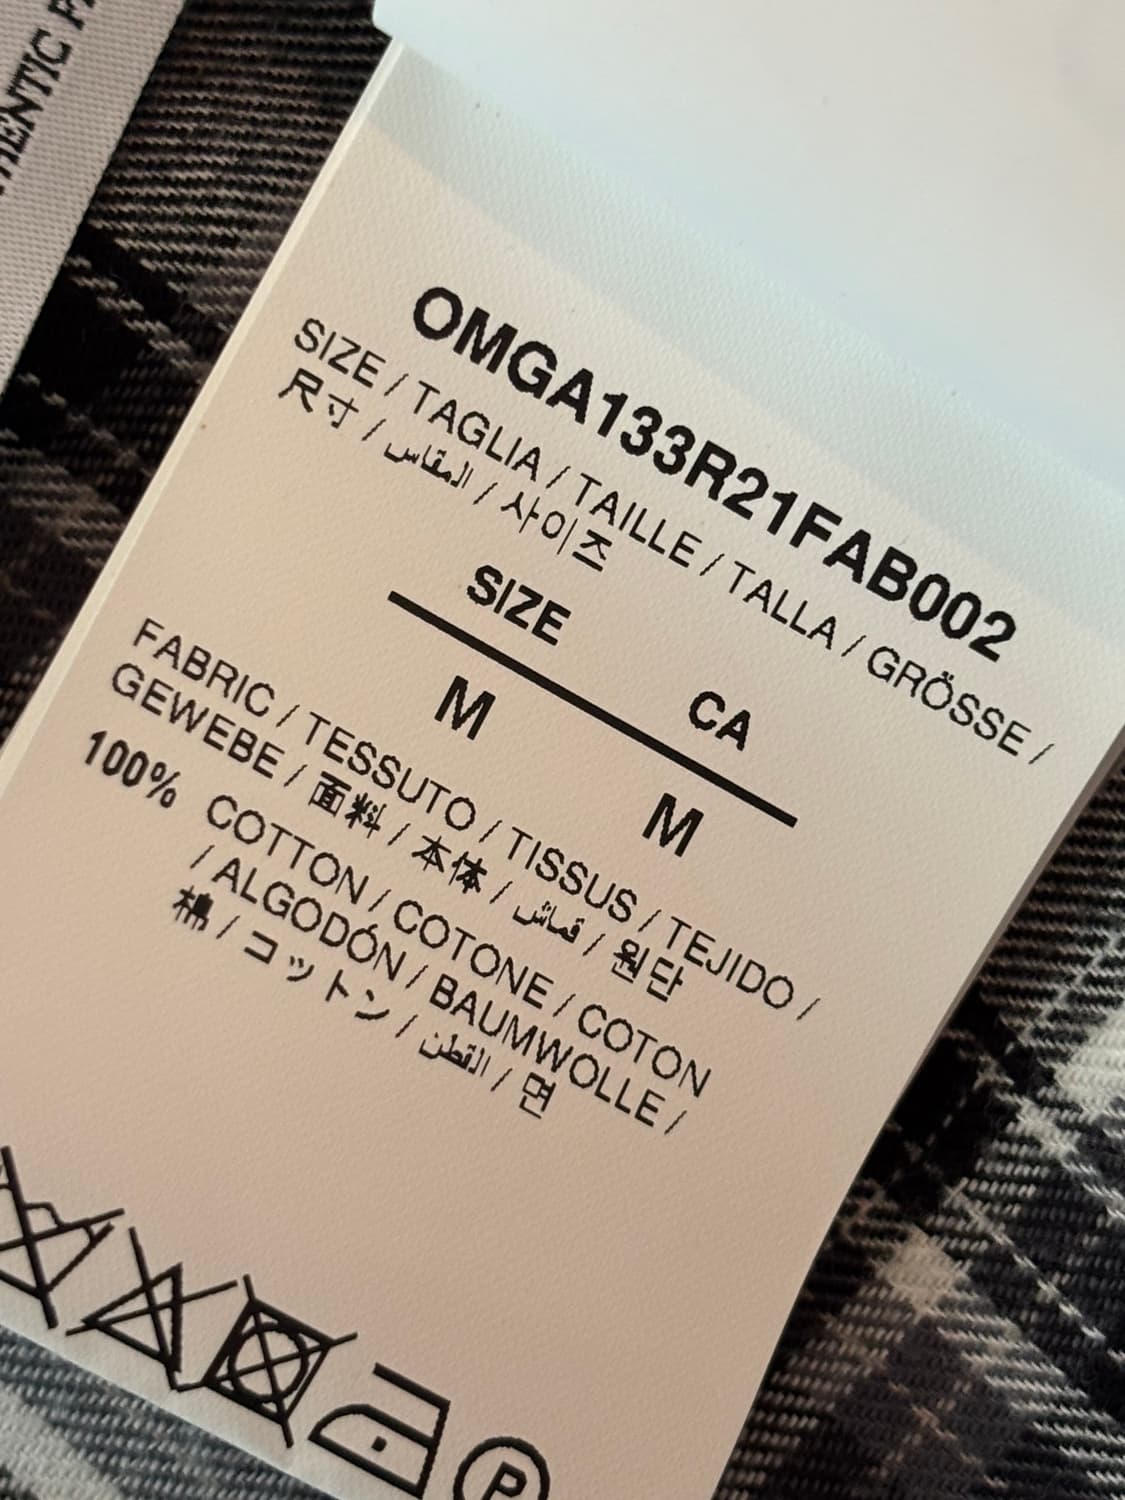 OMGA133R21FAB002
SIZE / TAGLIA / TAILLE / TALLA / GRÖSSE /
尺寸 / المقاس / 사이즈
SIZE CA
M M
FABRIC / TESSUTO / TISSUS / TEJIDO /
GEWEBE / 面料 / 本体 / قماش / 원단
100% COTTON / COTONE / COTON
/ ALGODÓN / BAUMWOLLE /
棉 / コットン / القطن / 면
P